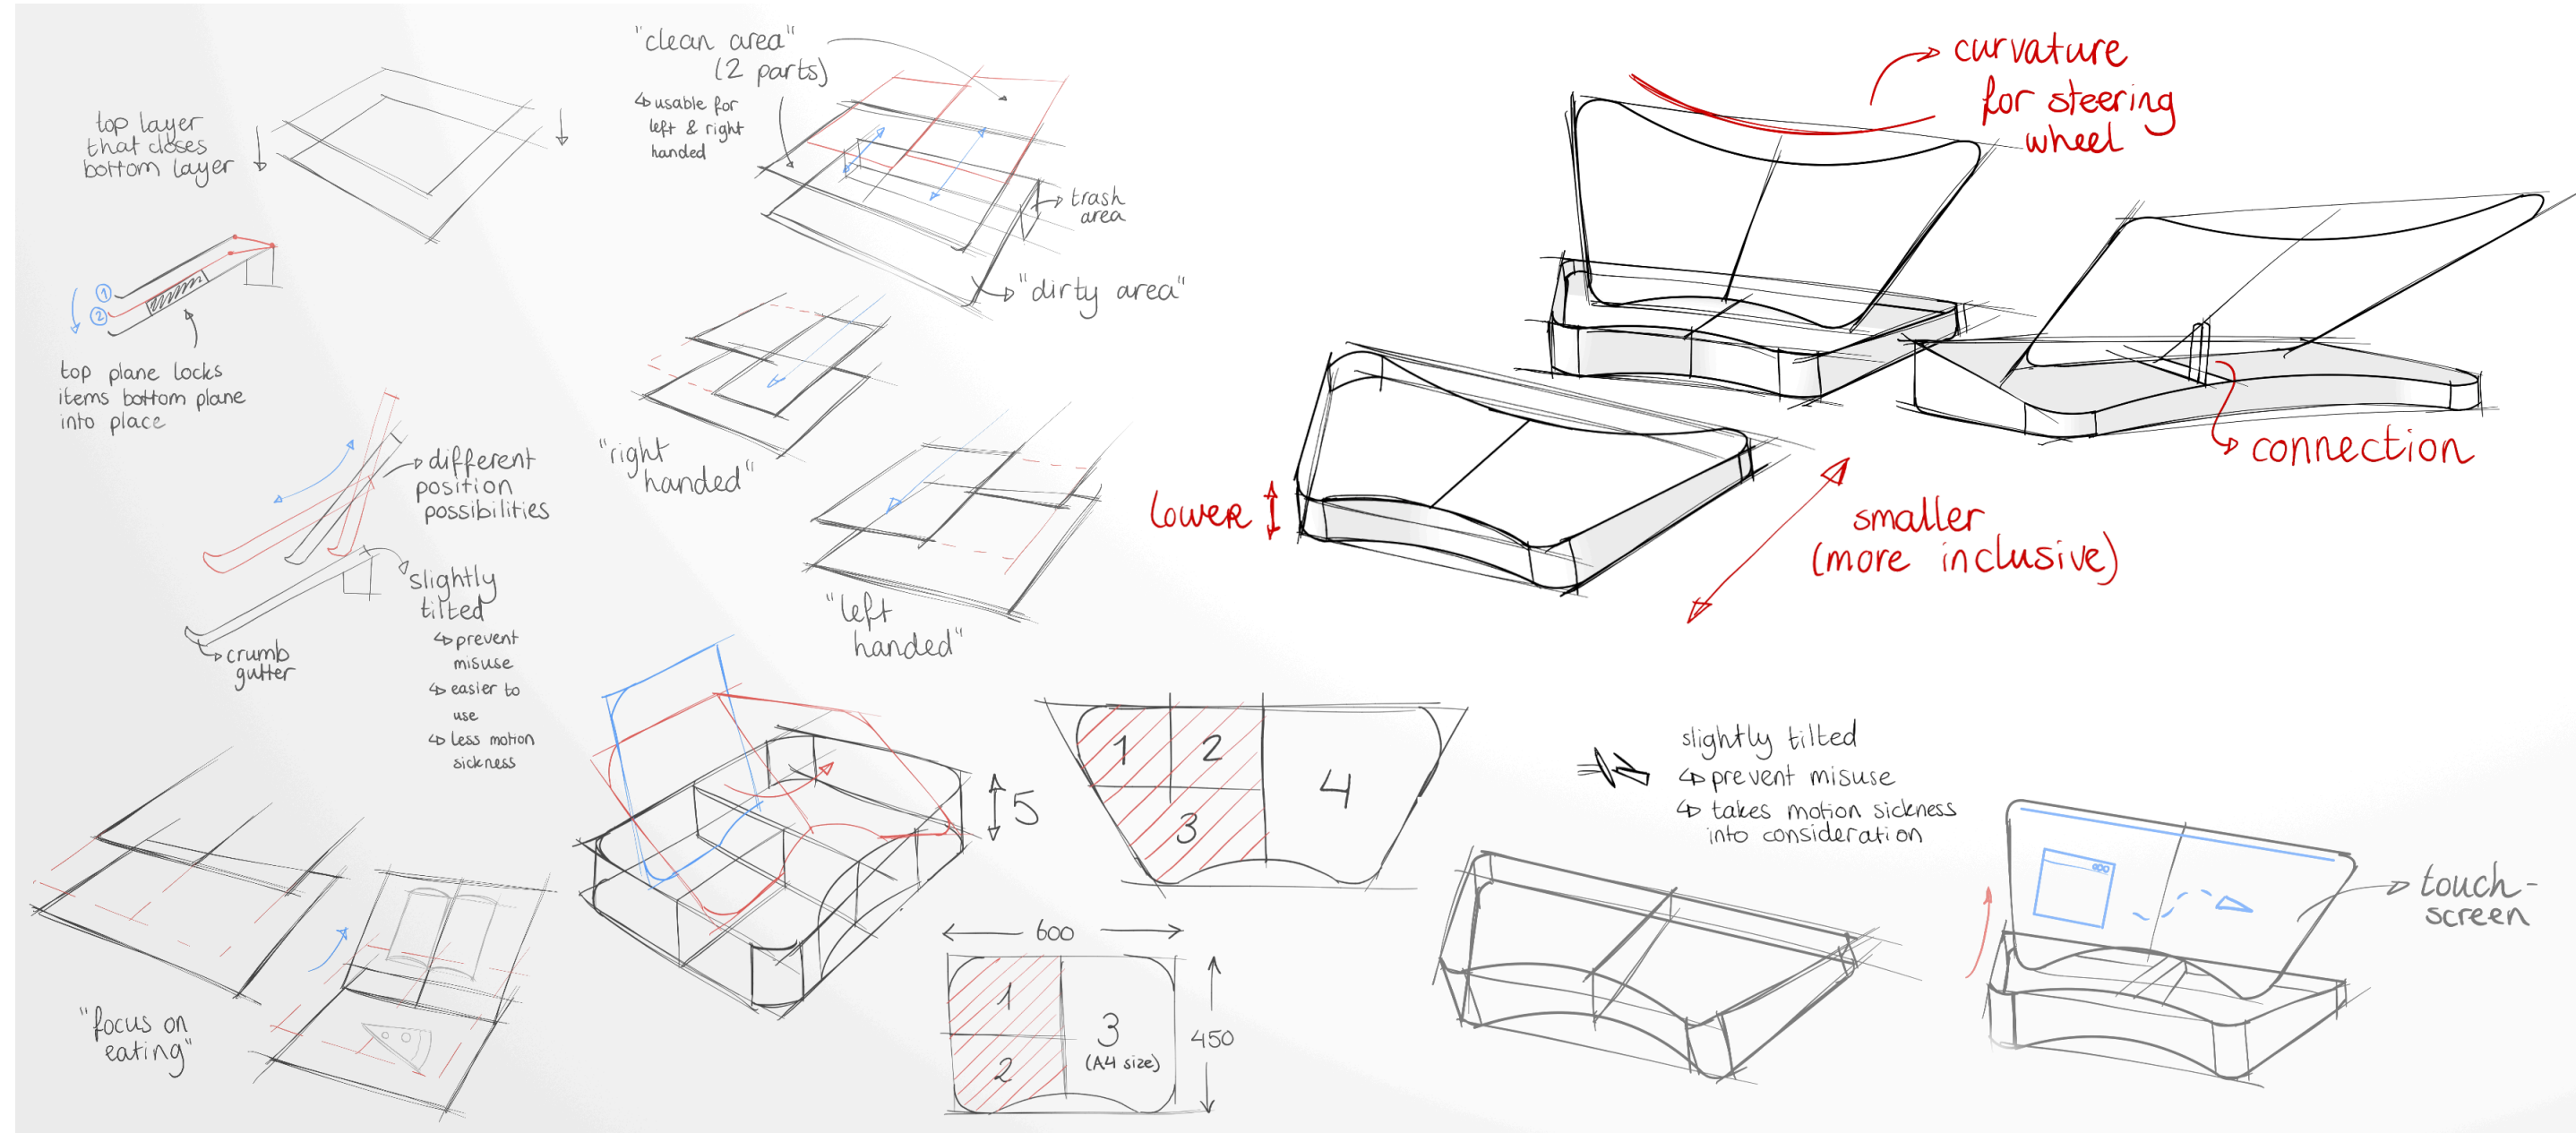 "clean area"
(2 parts)
↳ usable for
left & right
handed
top layer
that closes
bottom layer
trash
area
"dirty area"
1
2
top plane locks
items bottom plane
into place
"right
handed"
different
position
possibilities
slightly
tilted
↳ prevent
misuse
↳ easier to
use
↳ less motion
sickness
crumb
gutter
"left
handed"
"focus on
eating"
5
1
2
3
4
600
1
2
3
(A4 size)
450
curvature
for steering
wheel
connection
lower
smaller
(more inclusive)
slightly tilted
↳ prevent misuse
↳ takes motion sickness
into consideration
touch-
screen